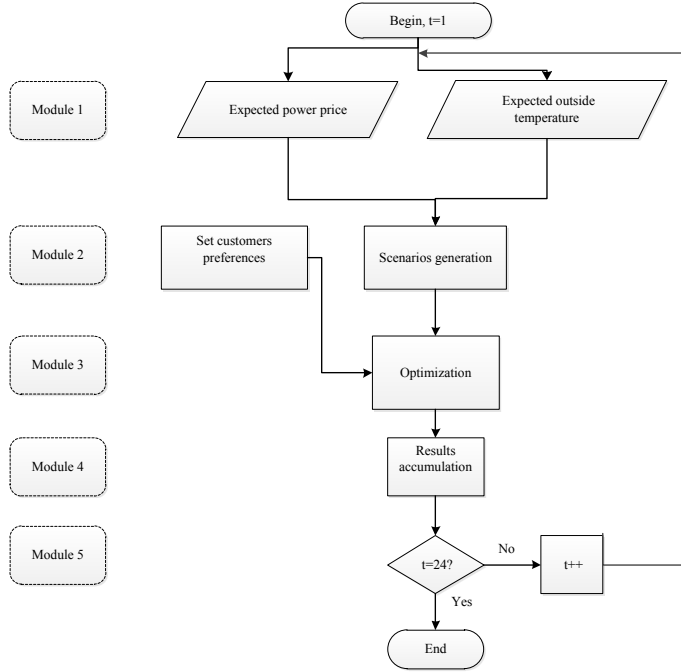 Begin, t=1
Module 1
Expected power price
Expected outside
temperature
Module 2
Set customers
preferences
Scenarios generation
Module 3
Optimization
Module 4
Results
accumulation
Module 5
t=24?
No
t++
Yes
End